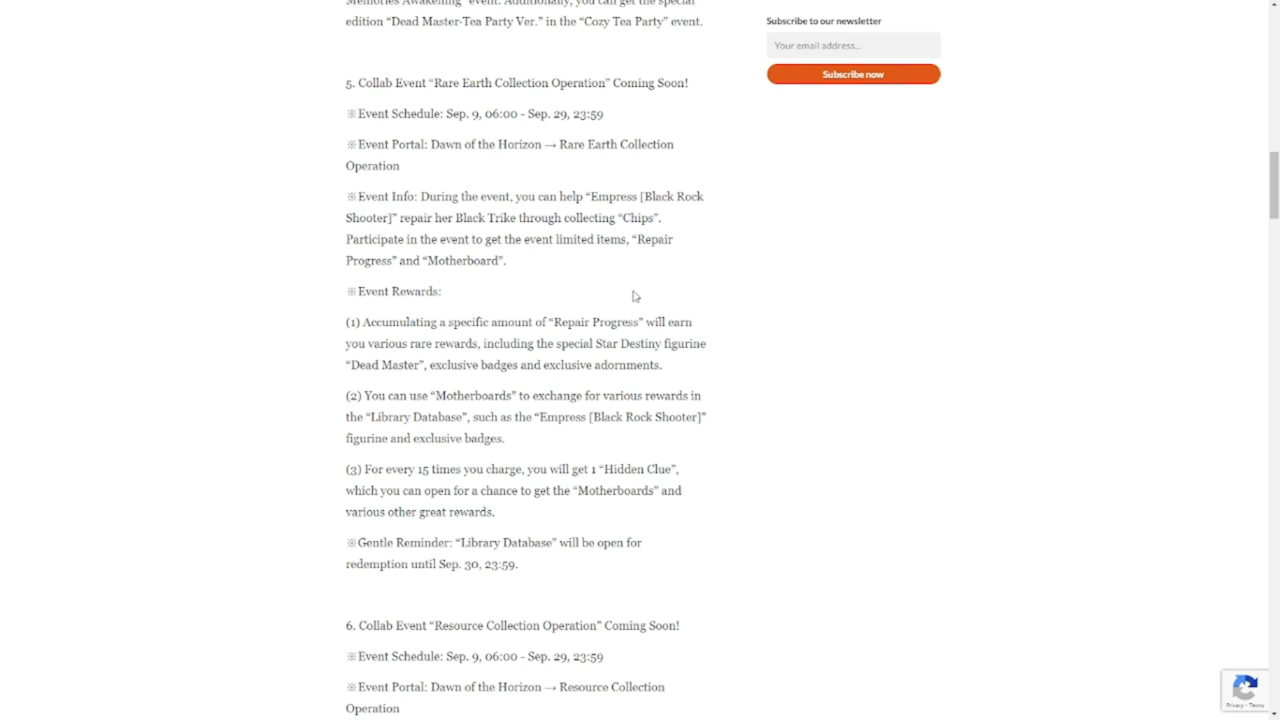 Memories Awakening" event. Additionally, you can get the special
edition “Dead Master-Tea Party Ver.” in the “Cozy Tea Party” event.
5. Collab Event “Rare Earth Collection Operation” Coming Soon!
※Event Schedule: Sep. 9, 06:00 - Sep. 29, 23:59
※Event Portal: Dawn of the Horizon → Rare Earth Collection
Operation
※Event Info: During the event, you can help “Empress [Black Rock
Shooter]” repair her Black Trike through collecting “Chips”.
Participate in the event to get the event limited items, “Repair
Progress” and “Motherboard”.
※Event Rewards:
(1) Accumulating a specific amount of “Repair Progress” will earn
you various rare rewards, including the special Star Destiny figurine
“Dead Master”, exclusive badges and exclusive adornments.
(2) You can use “Motherboards” to exchange for various rewards in
the “Library Database”, such as the “Empress [Black Rock Shooter]”
figurine and exclusive badges.
(3) For every 15 times you charge, you will get 1 “Hidden Clue”,
which you can open for a chance to get the “Motherboards” and
various other great rewards.
※Gentle Reminder: “Library Database” will be open for
redemption until Sep. 30, 23:59.
6. Collab Event “Resource Collection Operation” Coming Soon!
※Event Schedule: Sep. 9, 06:00 - Sep. 29, 23:59
※Event Portal: Dawn of the Horizon → Resource Collection
Operation
Subscribe to our newsletter
Your email address...
Subscribe now
Privacy - Terms